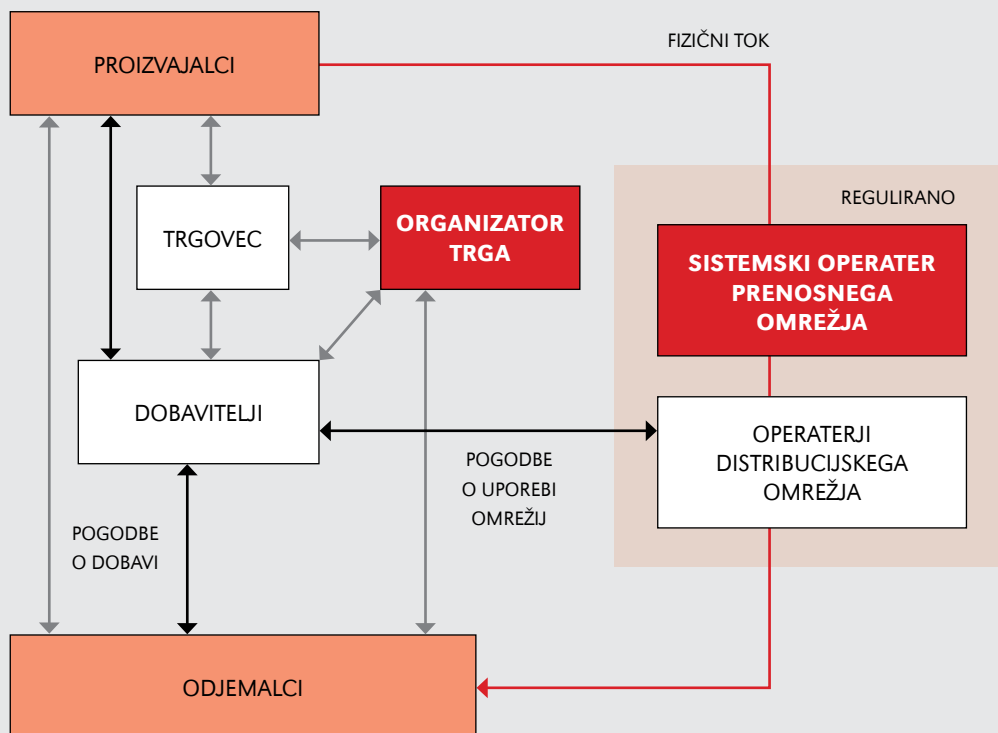 FIZIČNI TOK
PROIZVAJALCI
REGULIRANO
TRGOVEC
ORGANIZATOR
TRGA
SISTEMSKI OPERATER
PRENOSNEGA
OMREŽJA
DOBAVITELJI
OPERATERJI
DISTRIBUCIJSKEGA
OMREŽJA
POGODBE
O UPOREBI
OMREŽIJ
POGODBE
O DOBAVI
ODJEMALCI